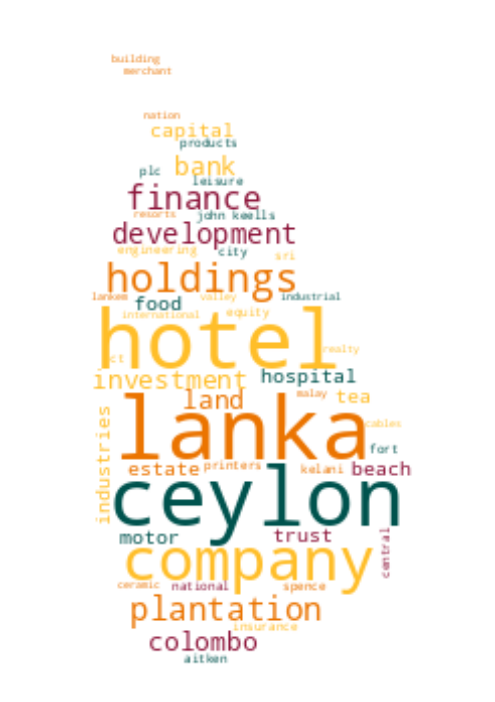 building
merchant
nation
capital
products
bank
plc
leisure
finance
resorts
john keells
development
engineering
city
sri
holdings
lankem
valley
industrial
food
international
equity
hotel
realty
ct
investment
hospital
land
malay
tea
lanka
cables
industries
fort
estate
printers
kelani
beach
ceylon
motor
trust
central
company
ceramic
national
spence
plantation
insurance
colombo
aitken